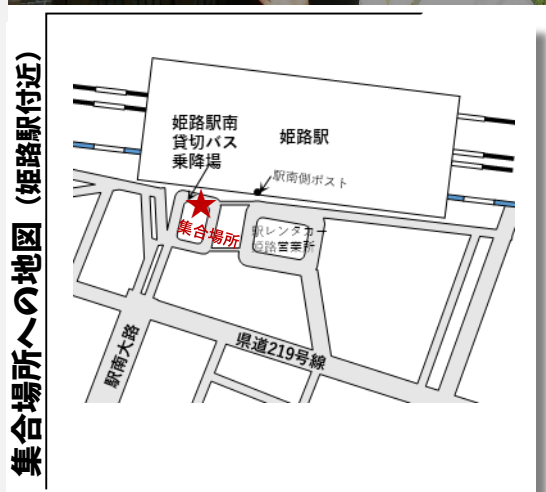 集合場所への地図（姫路駅付近）
姫路駅南
貸切バス
乗降場
姫路駅
駅南側ポスト
集合場所
駅レンタカー
姫路営業所
県道219号線
駅南大路